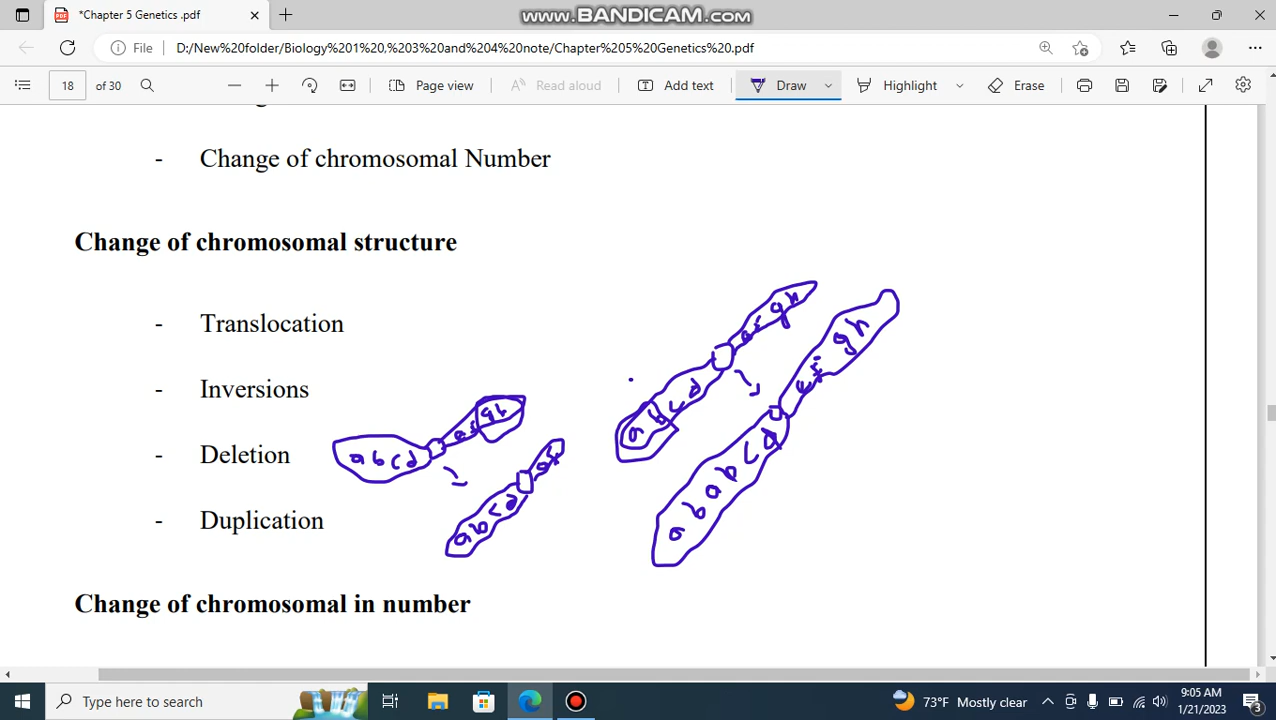 *Chapter 5 Genetics .pdf
www.BANDICAM.com
File D:/New%20folder/Biology%201%20,%203%20and%204%20note/Chapter%205%20Genetics%20.pdf
18 of 30 Page view Read aloud Add text Draw Highlight Erase
- Change of chromosomal Number
Change of chromosomal structure
- Translocation
- Inversions
- Deletion
- Duplication
a b c d e f g h
a b c d e f
a b c d e f g h
a b a b c d e f g h
Change of chromosomal in number
Type here to search
73°F Mostly clear
9:05 AM
1/21/2023
3